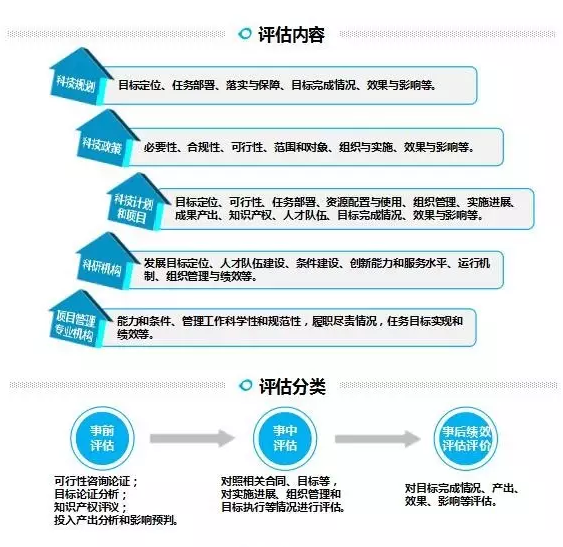 评估内容
科技规划
目标定位、任务部署、落实与保障、目标完成情况、效果与影响等。
科技政策
必要性、合规性、可行性、范围和对象、组织与实施、效果与影响等。
科技计划
和项目
目标定位、可行性、任务部署、资源配置与使用、组织管理、实施进展、
成果产出、知识产权、人才队伍、目标完成情况、效果与影响等。
科研机构
发展目标定位、人才队伍建设、条件建设、创新能力和服务水平、运行机
制、组织管理与绩效等。
项目管理
专业机构
能力和条件、管理工作科学性和规范性，履职尽责情况，任务目标实现和
绩效等。
评估分类
事前
评估
事中
评估
事后绩效
评估评价
可行性咨询论证；
目标论证分析；
知识产权评议；
投入产出分析和影响预判。
对照相关合同、目标等，
对实施进展、组织管理和
目标执行等情况进行评估。
对目标完成情况、产出、
效果、影响等评估。